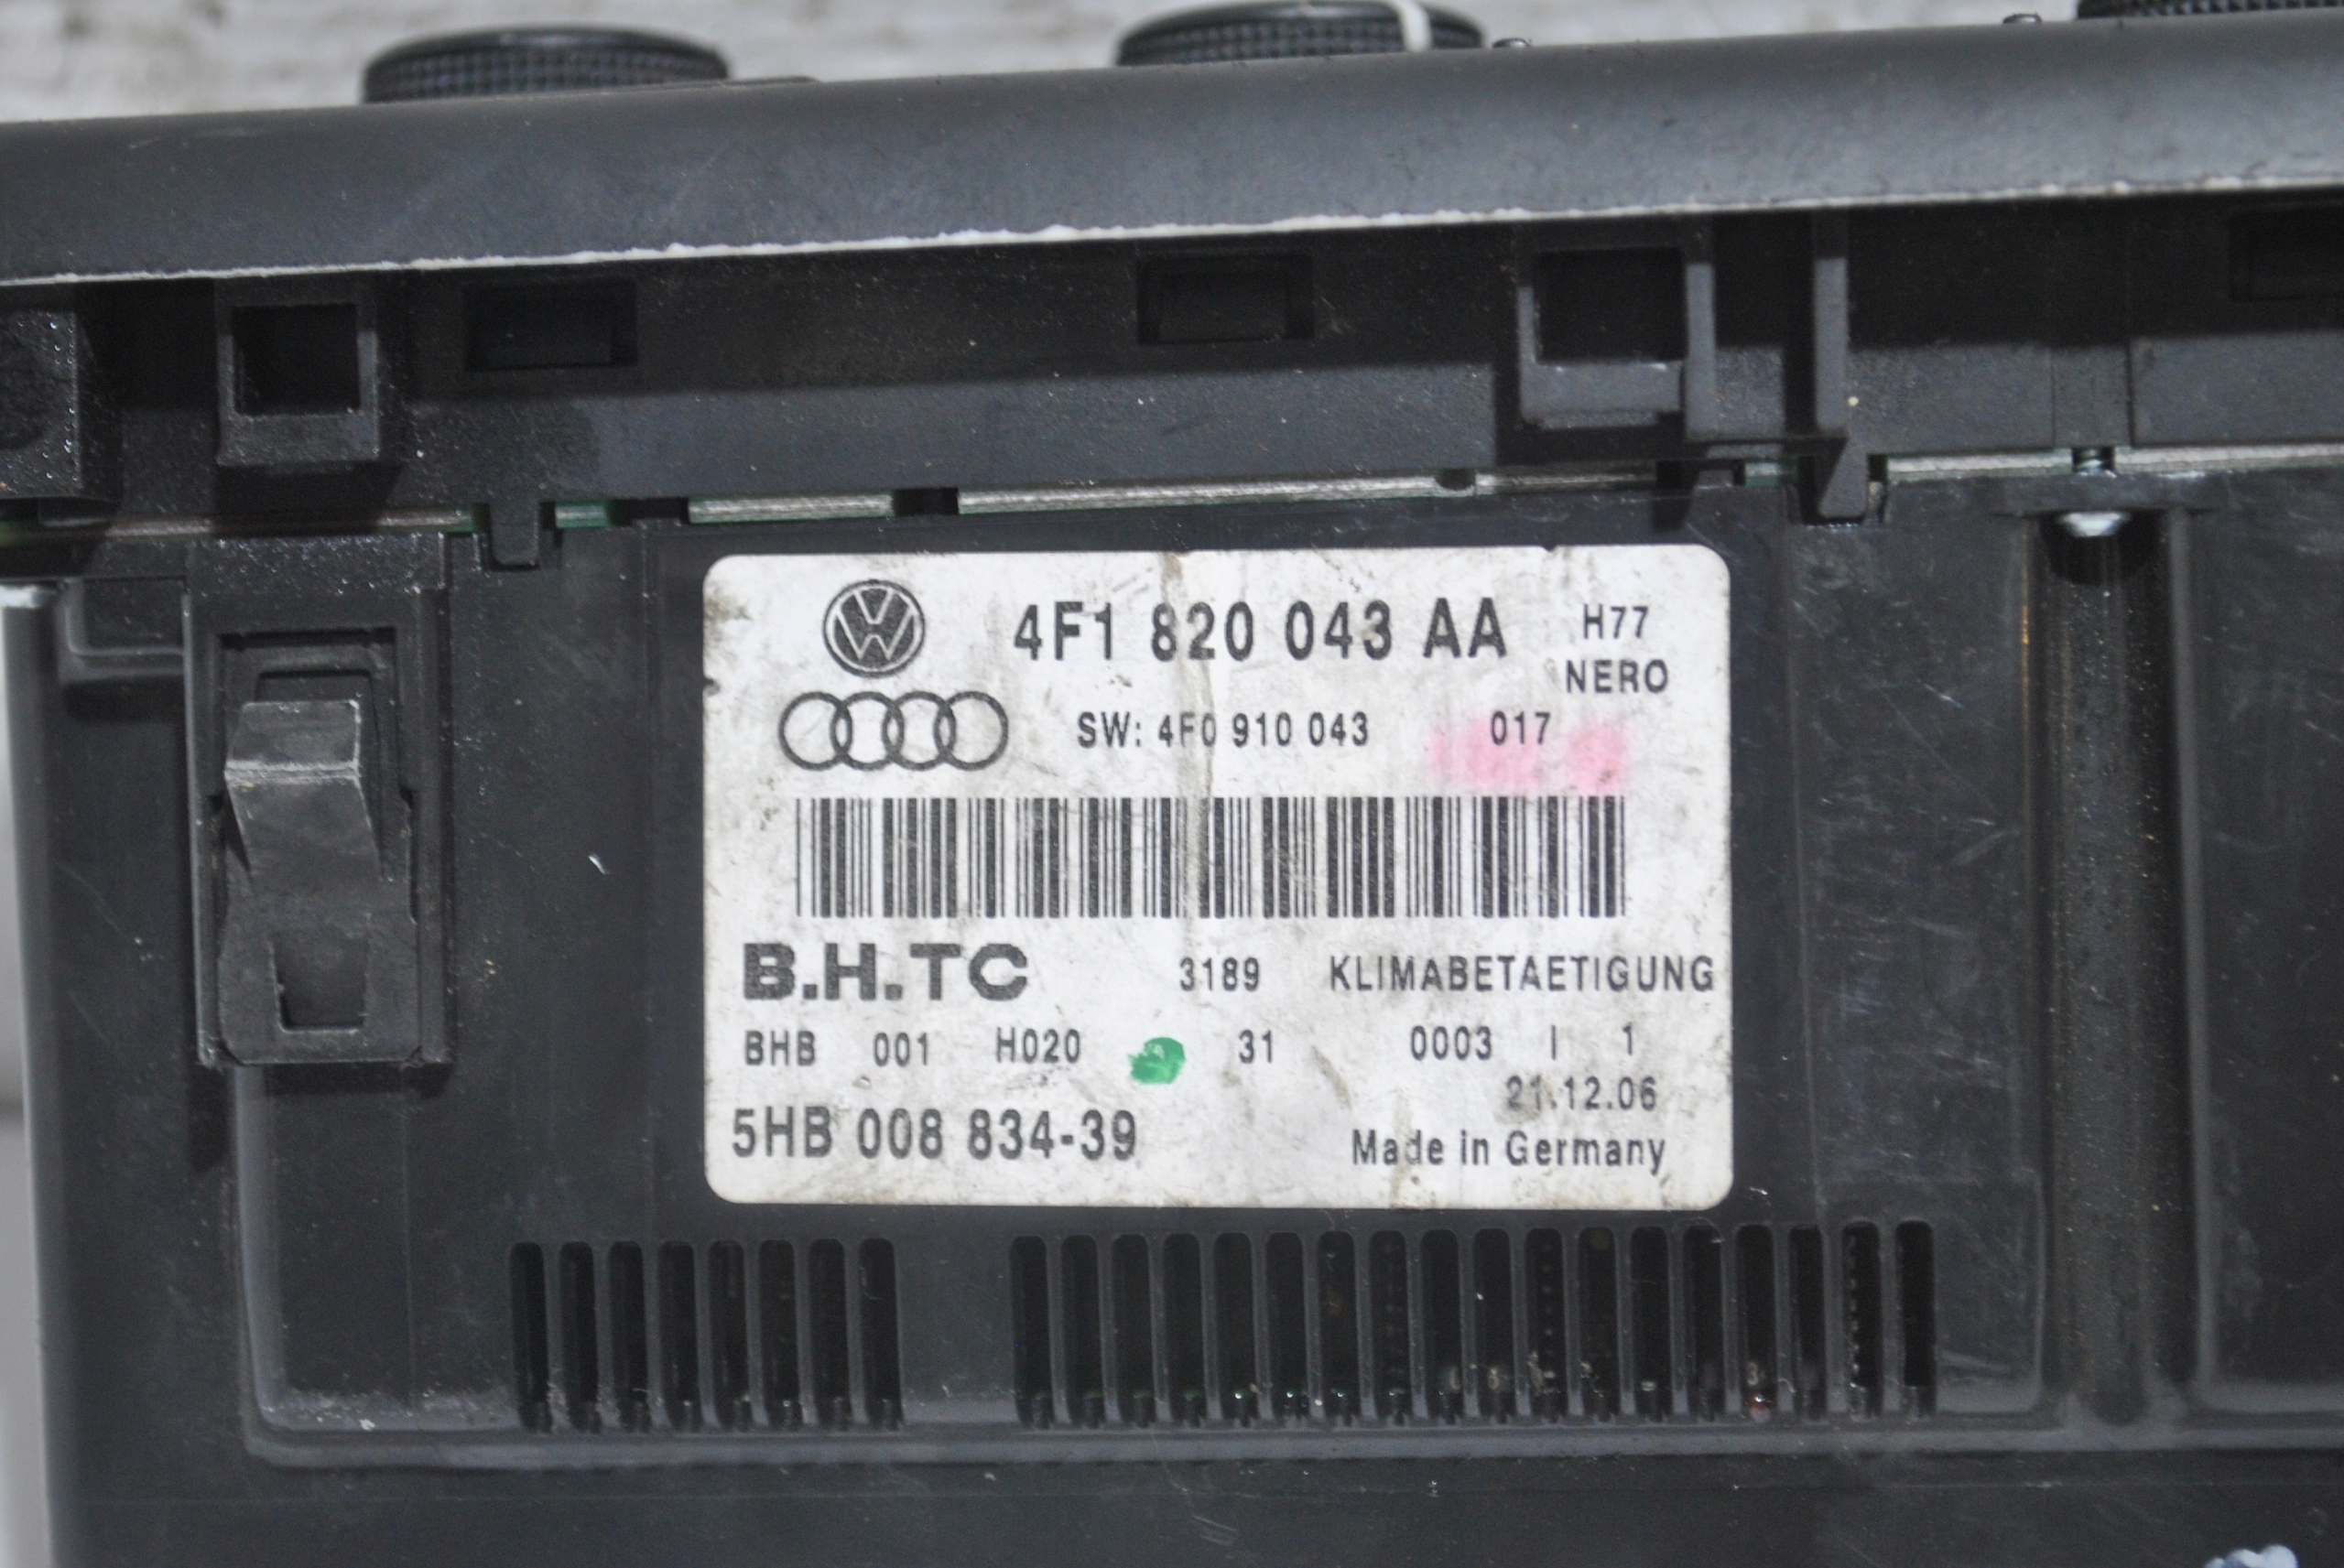 4F1 820 043 AA H77
NERO
SW: 4F0 910 043 017
B.H.TC 3189 KLIMABETAETIGUNG
BHB 001 H020 31 0003 I 1
21.12.06
5HB 008 834-39 Made in Germany